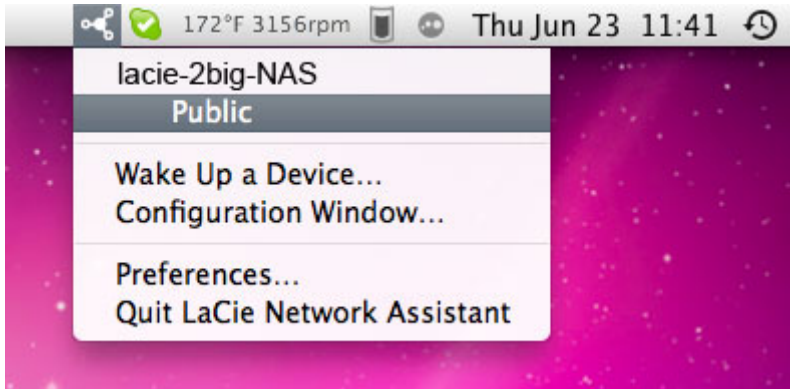 172°F 3156rpm Thu Jun 23 11:41
lacie-2big-NAS
Public
Wake Up a Device...
Configuration Window...
Preferences...
Quit LaCie Network Assistant